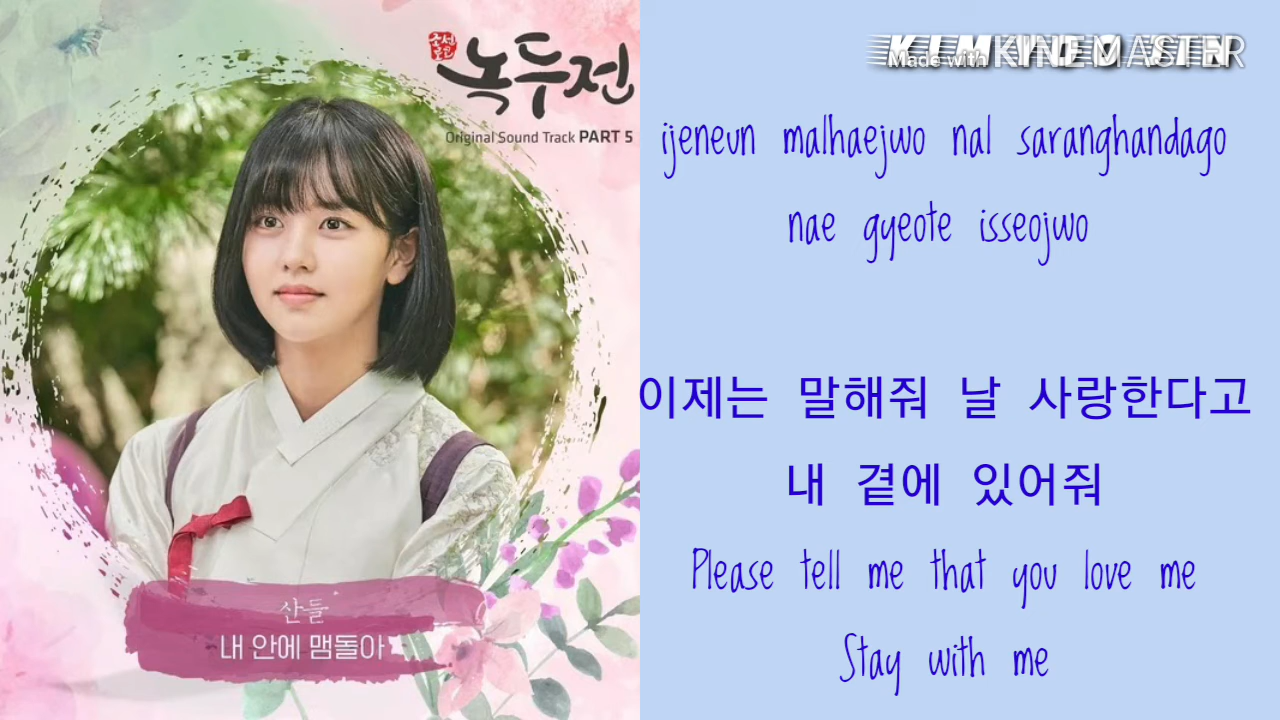 녹두전
Original Sound Track PART 5
산들
내 안에 맴돌아
Made with KINEMASTER
ijeneun malhaejwo nal saranghandago
nae gyeote isseojwo
이제는 말해줘 날 사랑한다고
내 곁에 있어줘
Please tell me that you love me
Stay with me